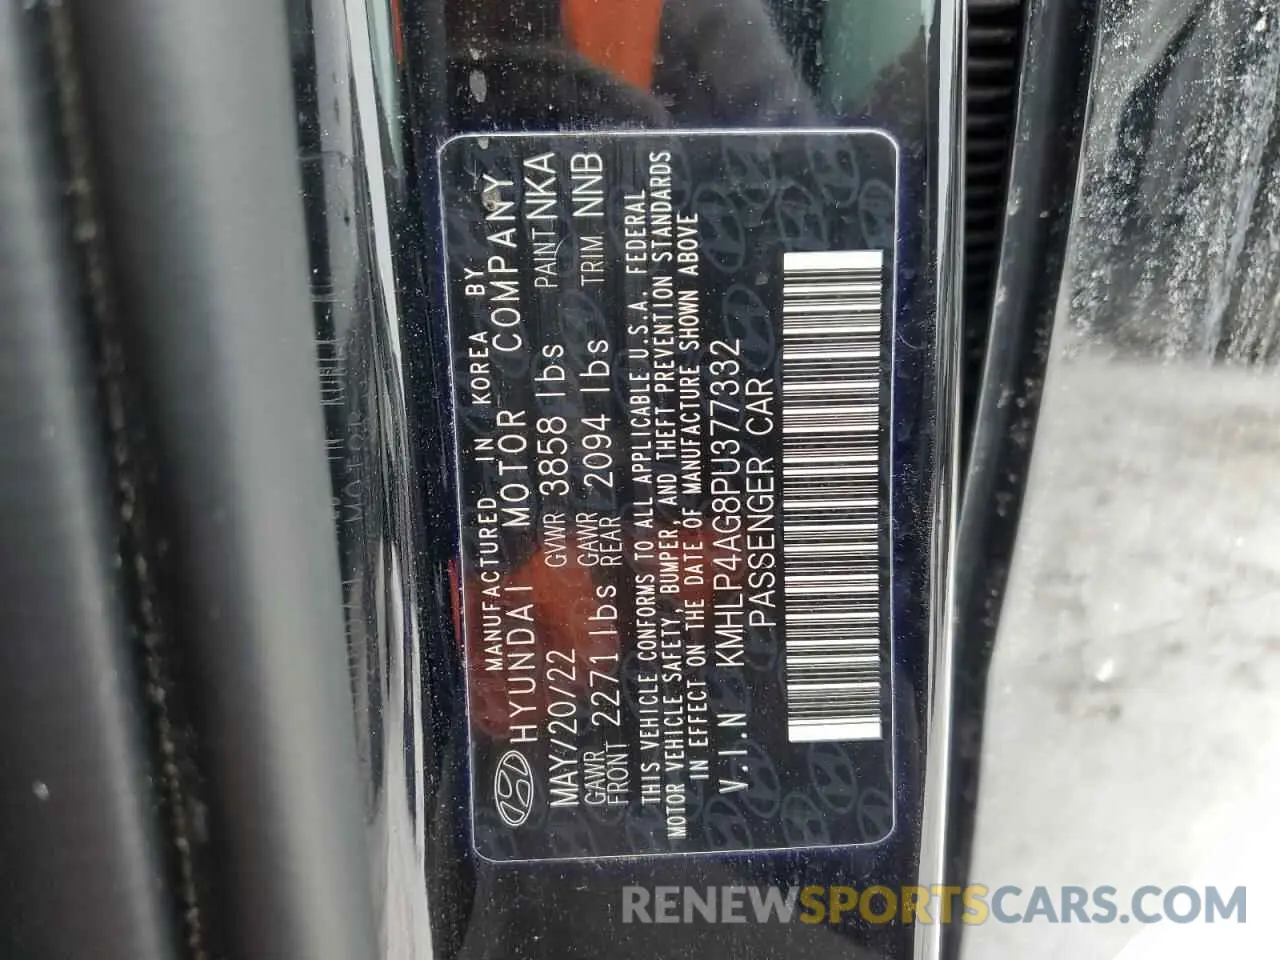 MANUFACTURED IN KOREA BY
HYUNDAI MOTOR COMPANY
MAY/20/22 GVWR 3858 lbs PAINT NKA
GAWR FRONT 2271 lbs GAWR REAR 2094 lbs TRIM NNB
THIS VEHICLE CONFORMS TO ALL APPLICABLE U.S.A. FEDERAL
MOTOR VEHICLE SAFETY, BUMPER, AND THEFT PREVENTION STANDARDS
IN EFFECT ON THE DATE OF MANUFACTURE SHOWN ABOVE
V.I.N KMHLP4AG8PU377332
PASSENGER CAR
RENEWSPORTSCARS.COM